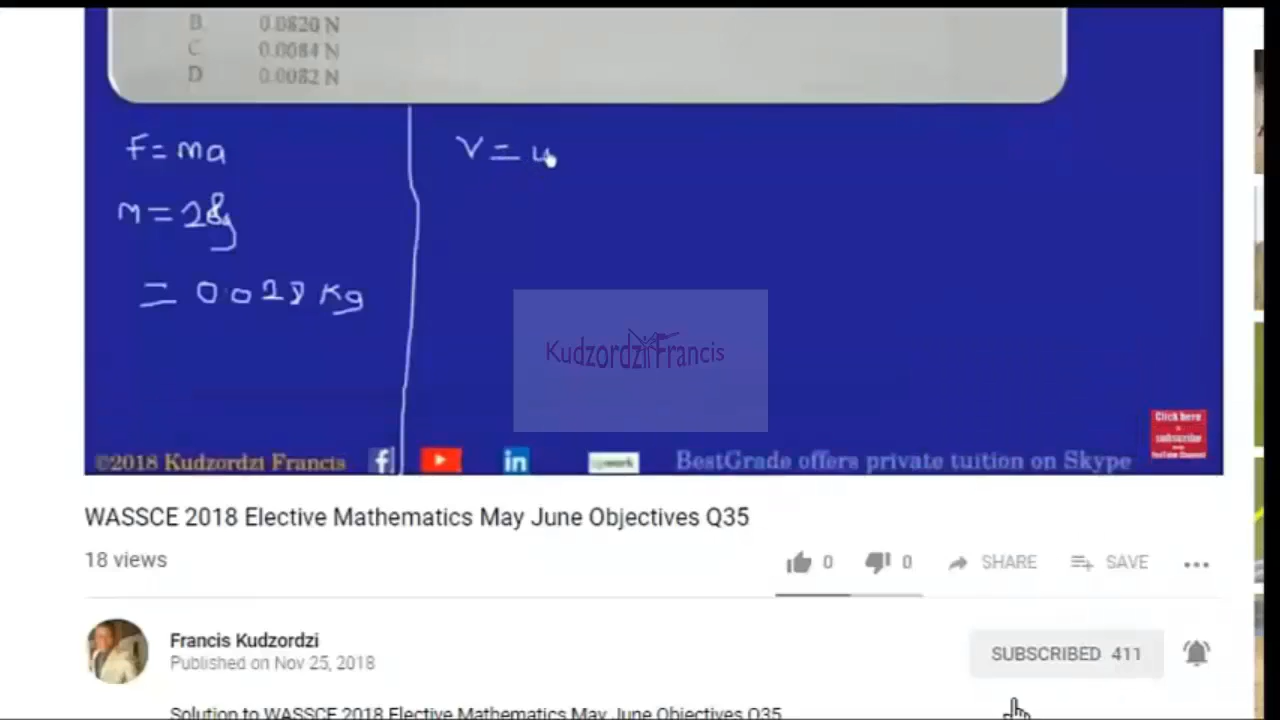 B 0.0820 N
C 0.0084 N
D 0.0082 N
F = ma
V = u
m = 28g
= 0.028 Kg
Kudzordzi Francis
Click here
subscribe
YouTube Channel
©2018 Kudzordzi Francis
f
in
BestGrade offers private tuition on Skype
WASSCE 2018 Elective Mathematics May June Objectives Q35
18 views
0
0
SHARE
SAVE
Francis Kudzordzi
Published on Nov 25, 2018
SUBSCRIBED 411
Solution to WASSCE 2018 Elective Mathematics May June Objectives Q35